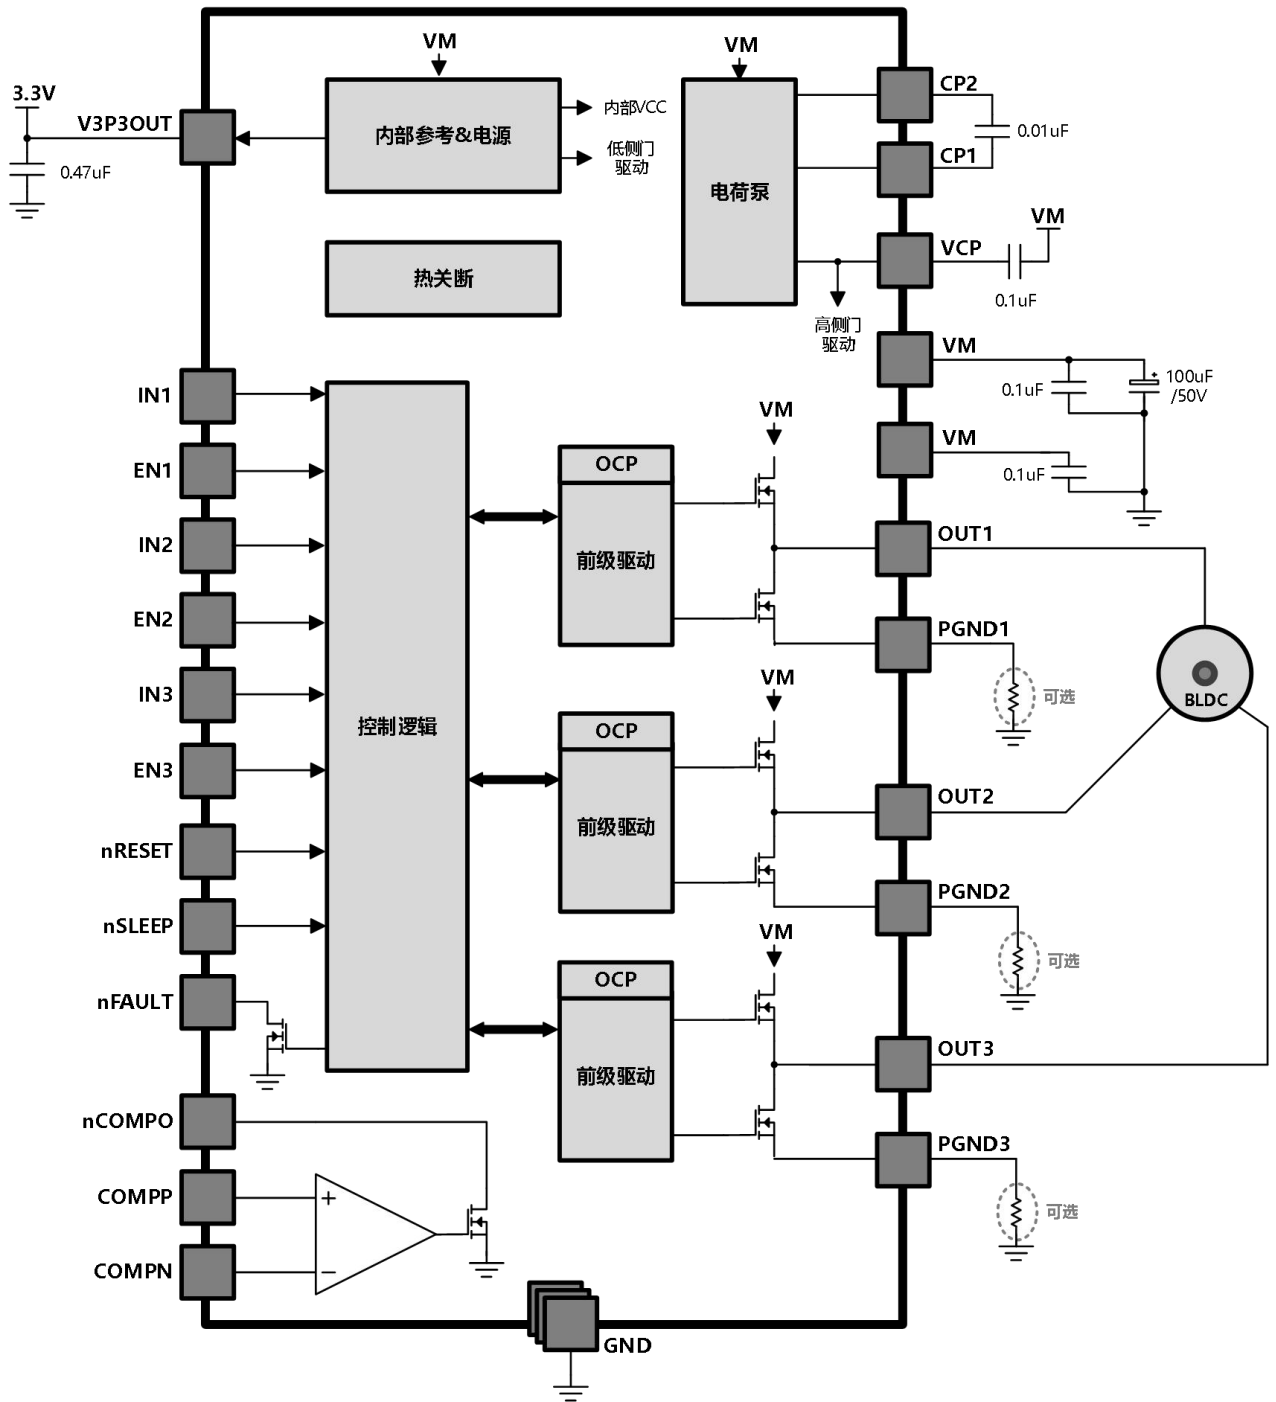 VM
VM
3.3V
V3P3OUT
0.47uF
内部参考&电源
内部VCC
低侧门
驱动
电荷泵
CP2
0.01uF
CP1
VM
VCP
0.1uF
高侧门
驱动
热关断
VM
0.1uF
100uF
/50V
VM
0.1uF
IN1
EN1
IN2
EN2
IN3
EN3
nRESET
nSLEEP
nFAULT
控制逻辑
VM
OCP
前级驱动
OUT1
PGND1
可选
BLDC
VM
OCP
前级驱动
OUT2
PGND2
可选
VM
OCP
前级驱动
OUT3
PGND3
可选
nCOMPO
COMPP
+
COMPN
−
GND